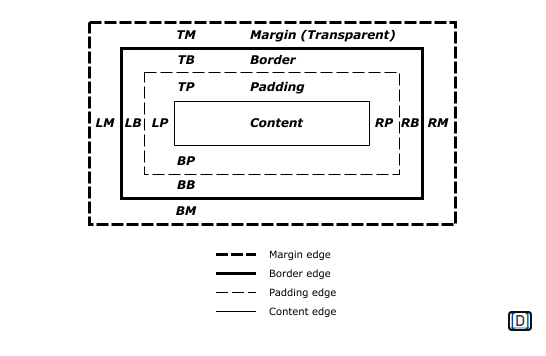 TM Margin (Transparent)
TB Border
TP Padding
LM LB LP Content RP RB RM
BP
BB
BM
Margin edge
Border edge
Padding edge
Content edge
[D]